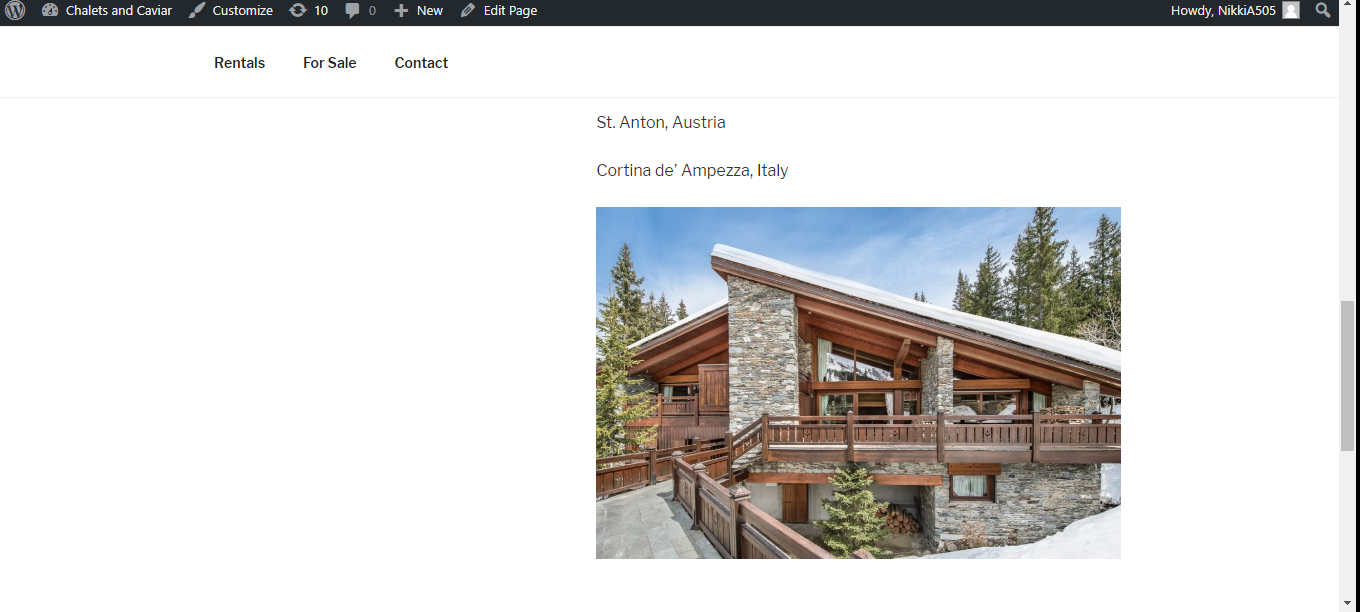 Chalets and Caviar Customize 10 0 New Edit Page Howdy, NikkiA505
Rentals For Sale Contact
St. Anton, Austria
Cortina de' Ampezza, Italy